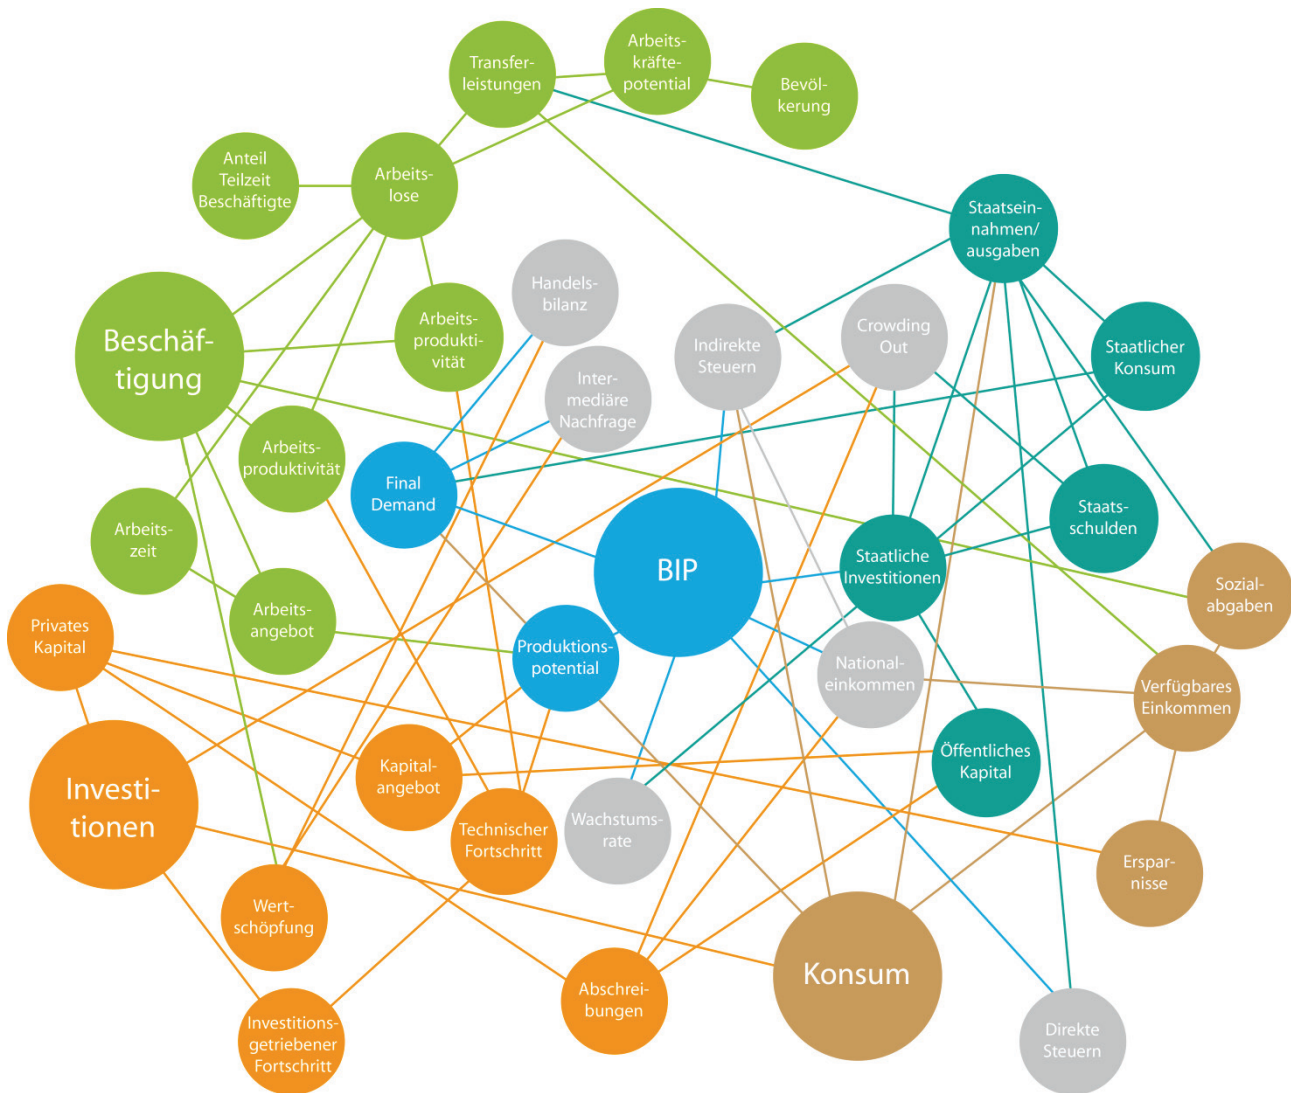 Transfer-
leistungen
Arbeits-
kräfte-
potential
Bevöl-
kerung
Anteil
Teilzeit
Beschäftigte
Arbeits-
lose
Staatsein-
nahmen/
ausgaben
Handels-
bilanz
Beschäf-
tigung
Arbeits-
produkti-
vität
Indirekte
Steuern
Crowding
Out
Staatlicher
Konsum
Inter-
mediäre
Nachfrage
Arbeits-
produktivität
Final
Demand
Staats-
schulden
Arbeits-
zeit
BIP
Staatliche
Investitionen
Sozial-
abgaben
Arbeits-
angebot
Privates
Kapital
Produktions-
potential
National-
einkommen
Verfügbares
Einkommen
Kapital-
angebot
Öffentliches
Kapital
Investi-
tionen
Technischer
Fortschritt
Wachstums-
rate
Erspar-
nisse
Wert-
schöpfung
Konsum
Abschrei-
bungen
Investitions-
getriebener
Fortschritt
Direkte
Steuern